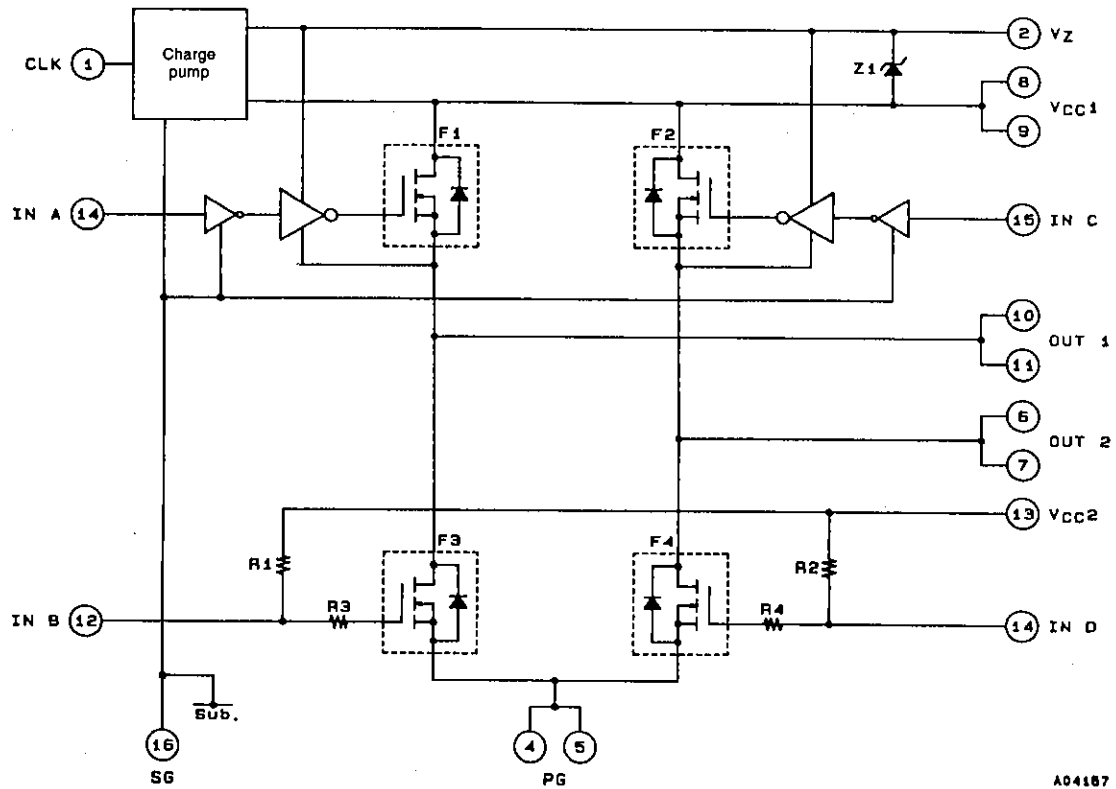 CLK 1
Charge
pump
2 VZ
Z1
8
VCC1
9
F1
F2
IN A 14
15 IN C
10
OUT 1
11
6
OUT 2
7
13 VCC2
R1
F3
F4
R2
IN B 12
R3
R4
14 IN D
Sub.
16
SG
4
5
PG
A04167